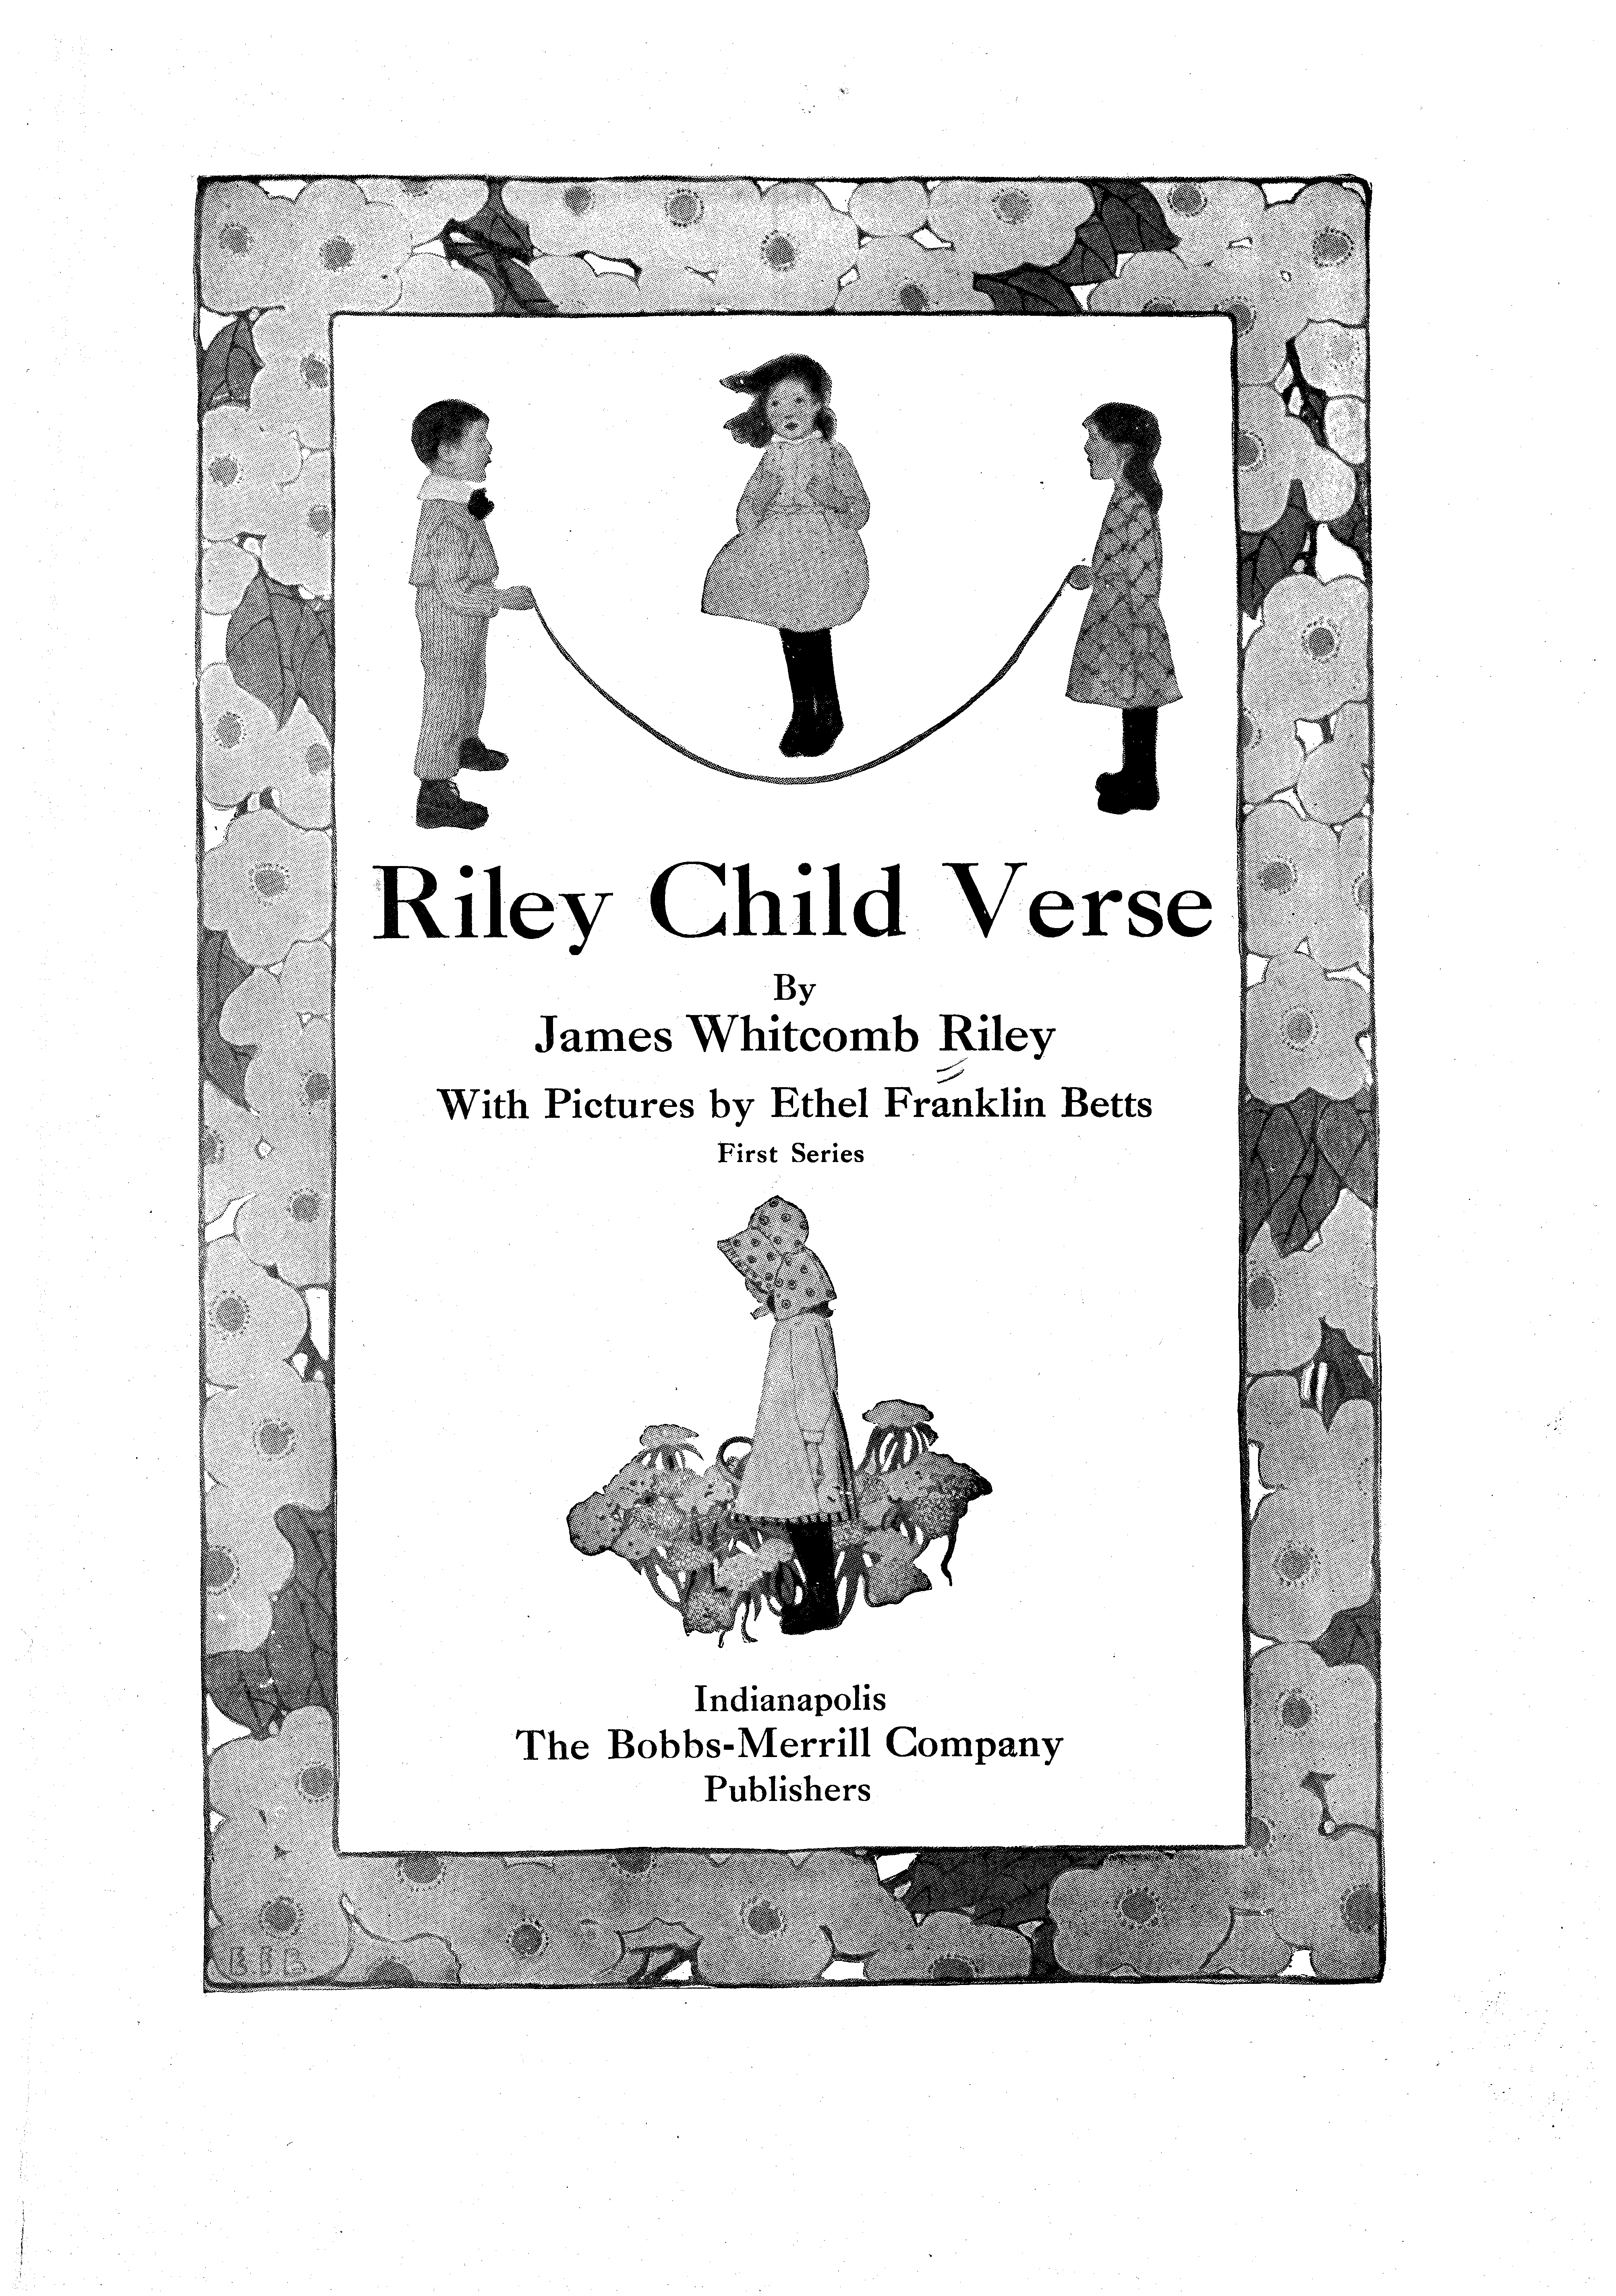 Riley Child Verse
By
James Whitcomb Riley
With Pictures by Ethel Franklin Betts
First Series
Indianapolis
The Bobbs-Merrill Company
Publishers